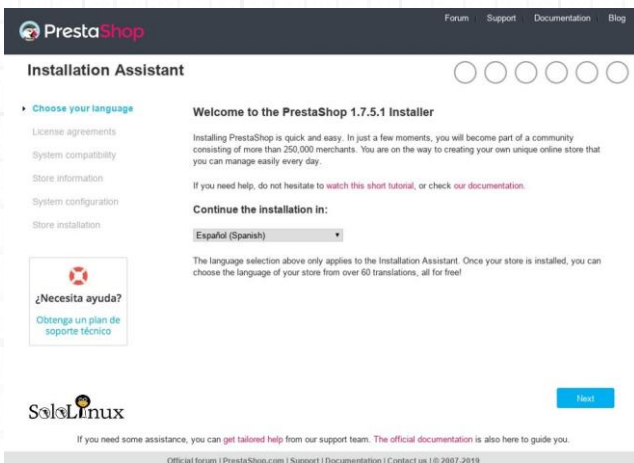 Forum Support Documentation Blog
PrestaShop
Installation Assistant
Choose your language
License agreements
System compatibility
Store information
System configuration
Store installation
Welcome to the PrestaShop 1.7.5.1 Installer
Installing PrestaShop is quick and easy. In just a few moments, you will become part of a community
consisting of more than 250,000 merchants. You are on the way to creating your own unique online store that
you can manage easily every day.
If you need help, do not hesitate to watch this short tutorial, or check our documentation.
Continue the installation in:
Español (Spanish)
The language selection above only applies to the Installation Assistant. Once your store is installed, you can
choose the language of your store from over 60 translations, all for free!
¿Necesita ayuda?
Obtenga un plan de
soporte técnico
Next
SoloLinux
If you need some assistance, you can get tailored help from our support team. The official documentation is also here to guide you.
Official forum | PrestaShop.com | Support | Documentation | Contact us | © 2007-2019